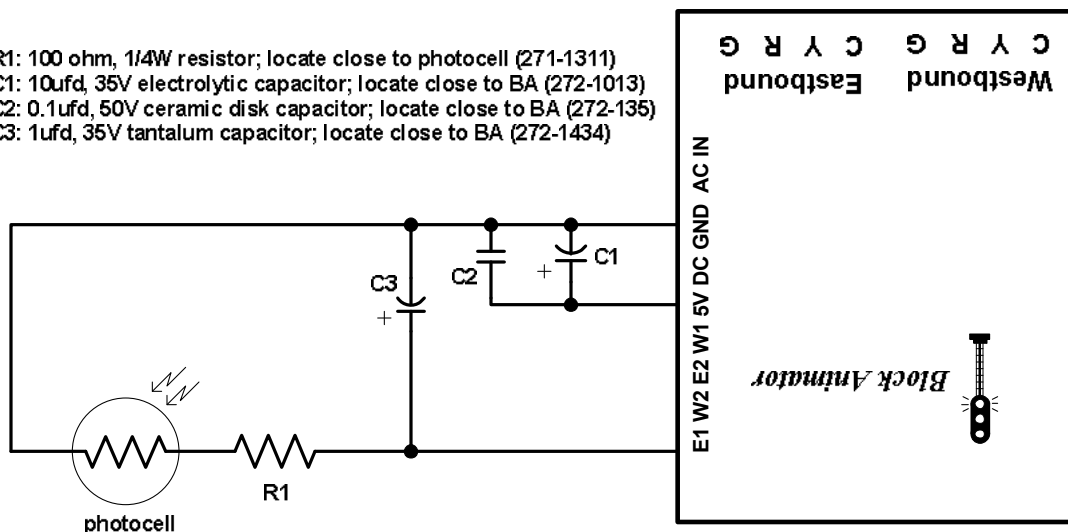 R1: 100 ohm, 1/4W resistor; locate close to photocell (271-1311)
C1: 10ufd, 35V electrolytic capacitor; locate close to BA (272-1013)
C2: 0.1ufd, 50V ceramic disk capacitor; locate close to BA (272-135)
C3: 1ufd, 35V tantalum capacitor; locate close to BA (272-1434)
G R Y C
Eastbound
G R Y C
Westbound
E1 W2 E2 W1 5V DC GND AC IN
C3
+
C2
+
C1
Block Animator
R1
photocell